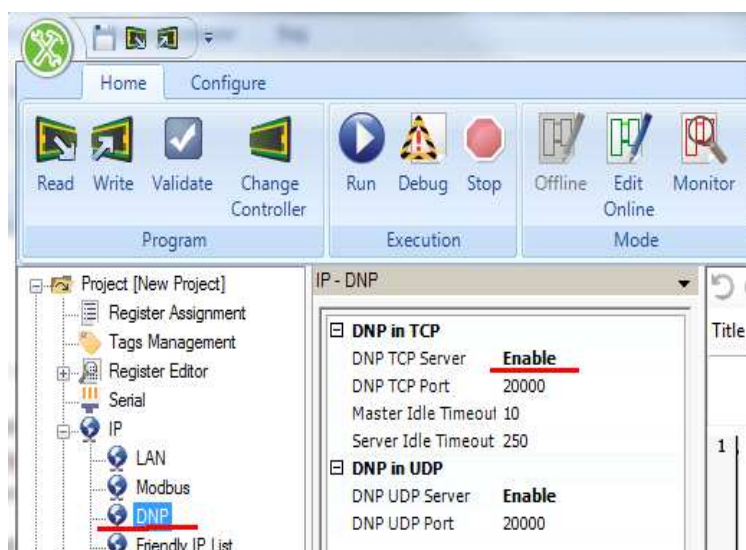 Home Configure
Read Write Validate Change Controller Run Debug Stop Offline Edit Online Monitor
Program Execution Mode
Project [New Project]
Register Assignment
Tags Management
Register Editor
Serial
IP
LAN
Modbus
DNP
Friendly IP List
IP - DNP
DNP in TCP
DNP TCP Server Enable
DNP TCP Port 20000
Master Idle Timeout 10
Server Idle Timeout 250
DNP in UDP
DNP UDP Server Enable
DNP UDP Port 20000
Title
1